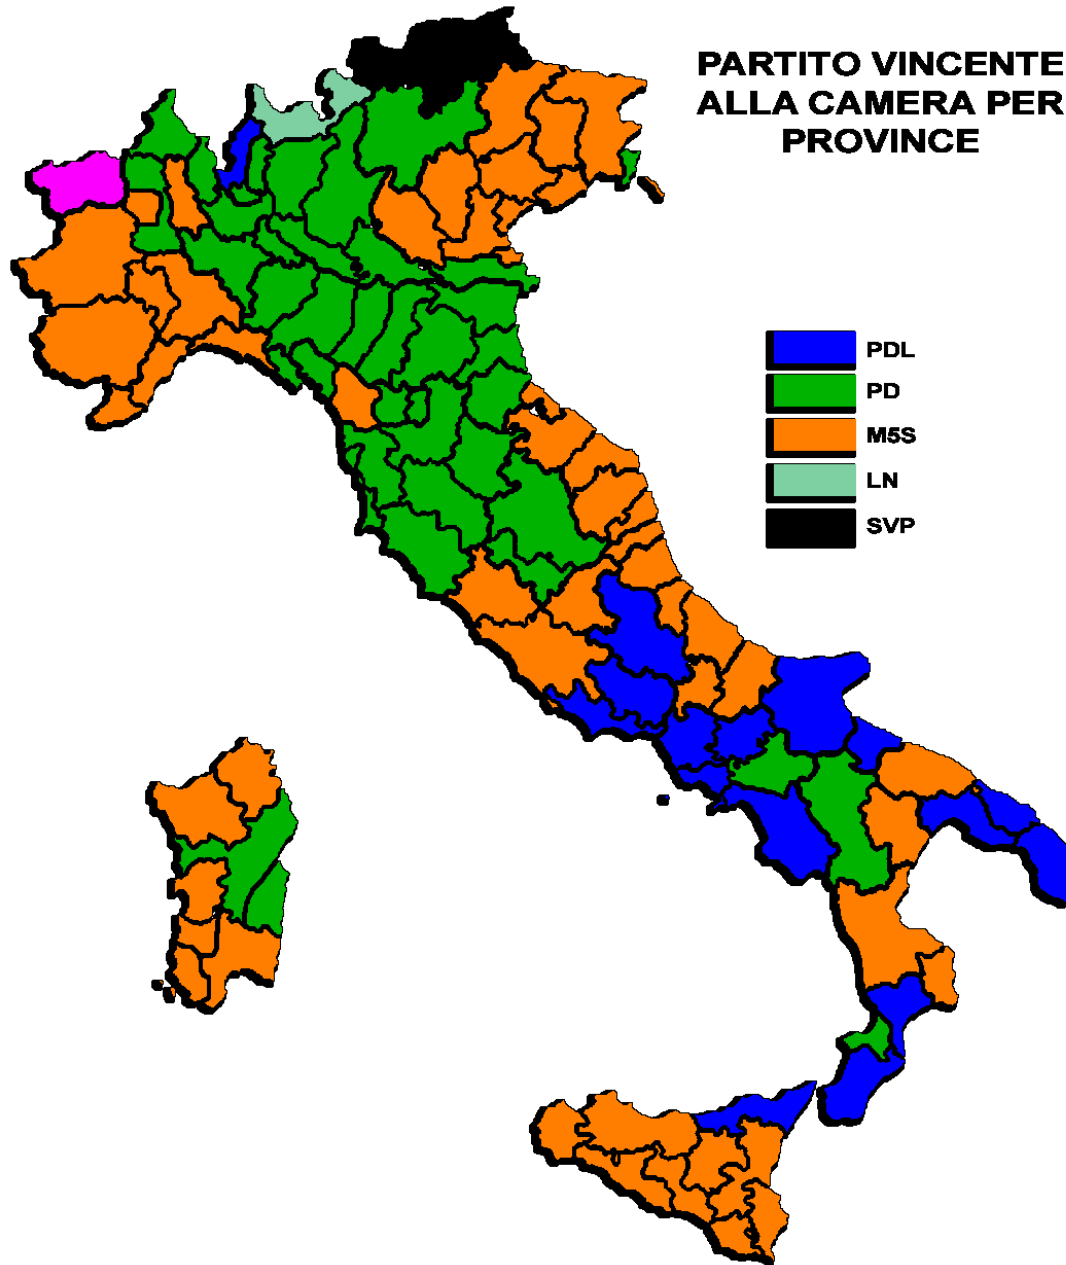 PARTITO VINCENTE
ALLA CAMERA PER
PROVINCE
PDL
PD
M5S
LN
SVP